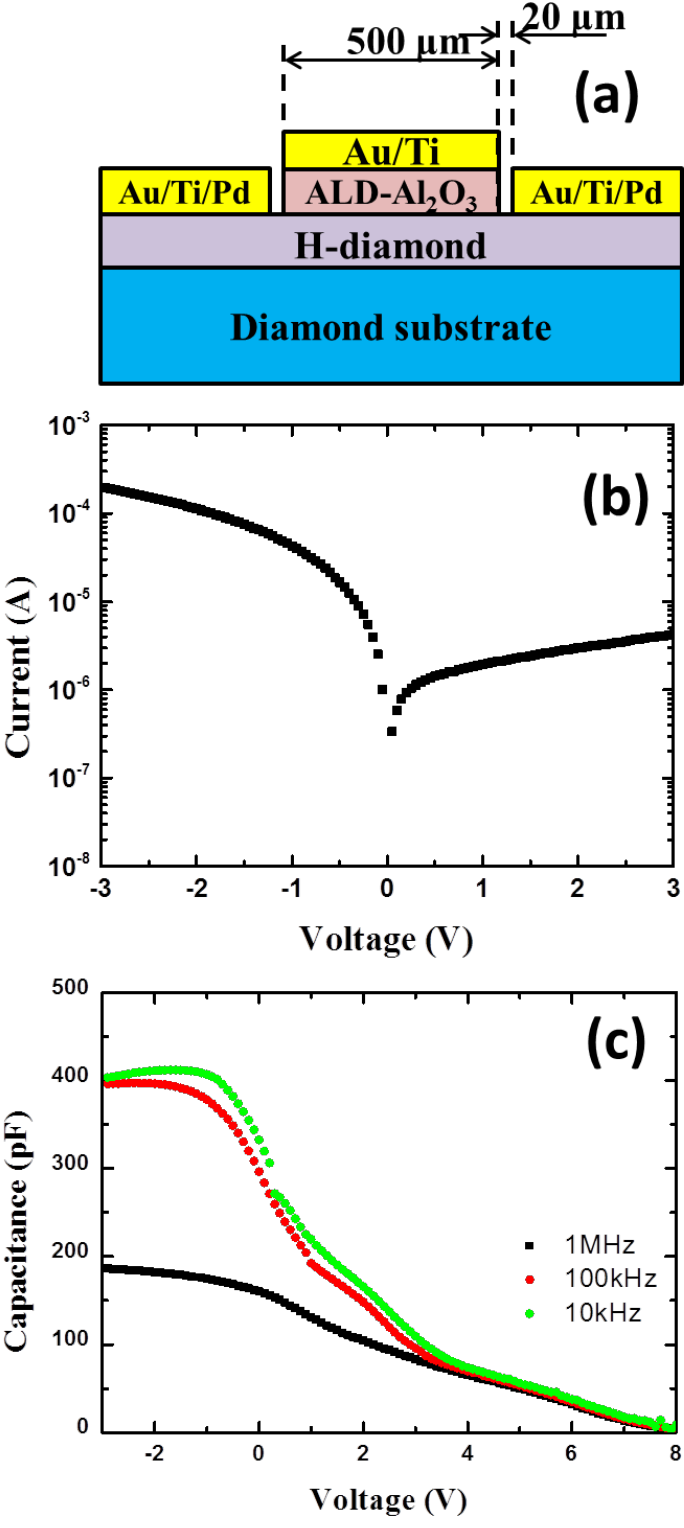 20 µm
500 µm
(a)
Au/Ti
Au/Ti/Pd
ALD-Al₂O₃
Au/Ti/Pd
H-diamond
Diamond substrate
10⁻³
(b)
10⁻⁴
10⁻⁵
10⁻⁶
10⁻⁷
10⁻⁸
Current (A)
-3 -2 -1 0 1 2 3
Voltage (V)
500
(c)
400
300
200
100
0
Capacitance (pF)
1MHz
100kHz
10kHz
-2 0 2 4 6 8
Voltage (V)